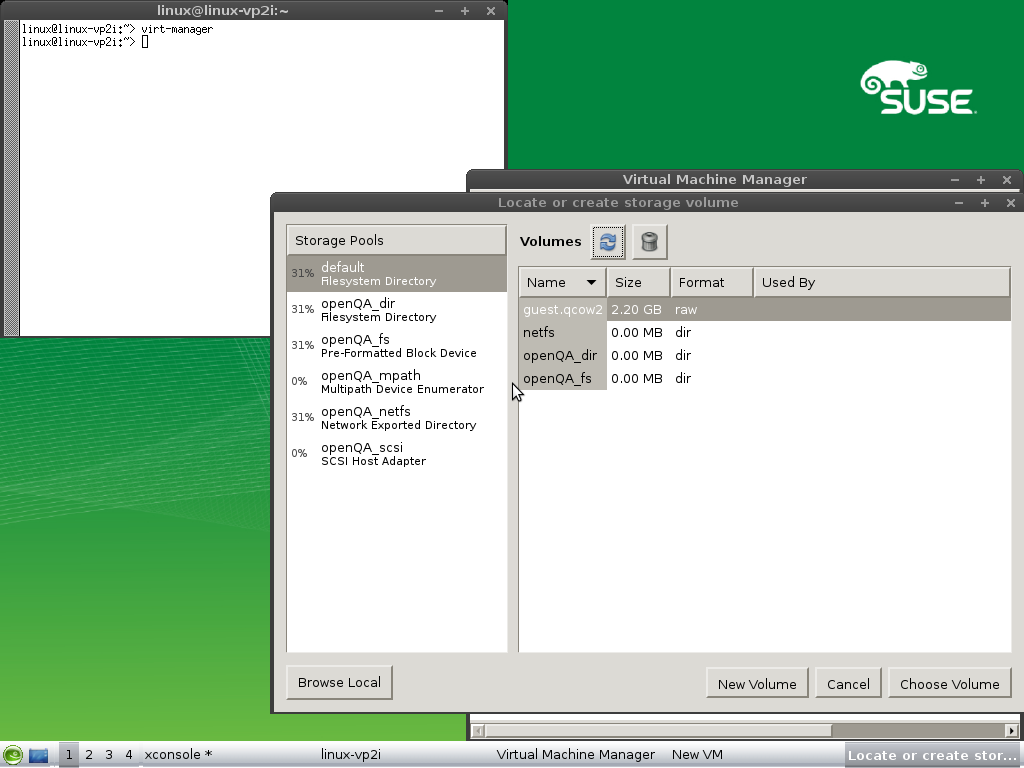 linux@linux-vp2i:~
linux@linux-vp2i:~> virt-manager
linux@linux-vp2i:~>
SUSE
Virtual Machine Manager
Locate or create storage volume
Storage Pools
31% default
Filesystem Directory
31% openQA_dir
Filesystem Directory
31% openQA_fs
Pre-Formatted Block Device
0% openQA_mpath
Multipath Device Enumerator
31% openQA_netfs
Network Exported Directory
0% openQA_scsi
SCSI Host Adapter
Volumes
Name Size Format Used By
guest.qcow2 2.20 GB raw
netfs 0.00 MB dir
openQA_dir 0.00 MB dir
openQA_fs 0.00 MB dir
Browse Local
New Volume Cancel Choose Volume
1 2 3 4 xconsole * linux-vp2i Virtual Machine Manager New VM Locate or create stor...